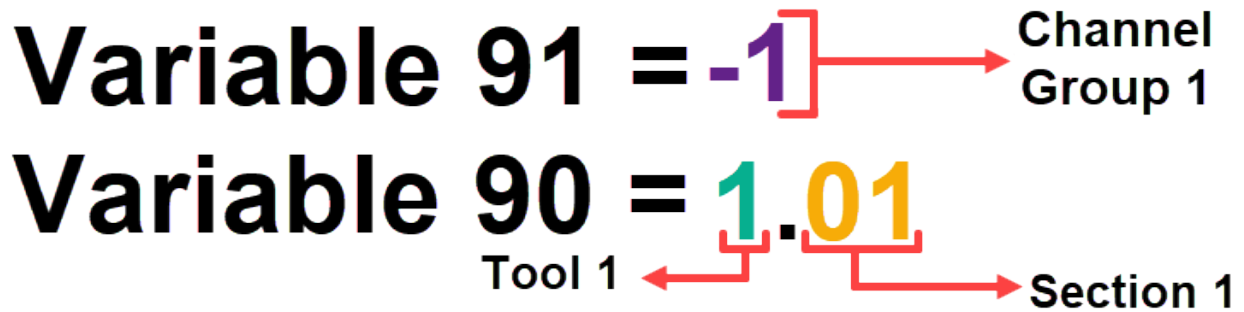 Variable 91 = -1
Channel
Group 1
Variable 90 = 1.01
Tool 1
Section 1